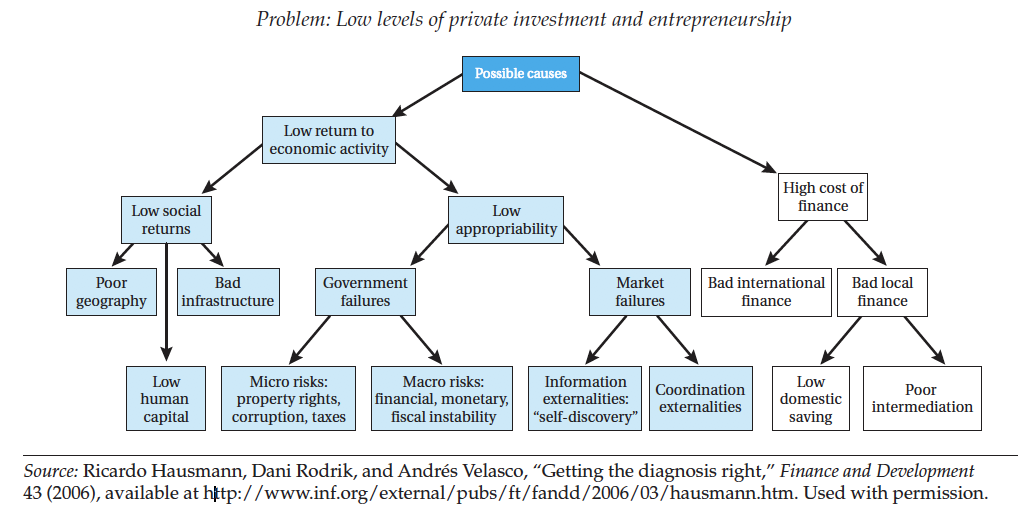 Problem: Low levels of private investment and entrepreneurship
Possible causes
Low return to
economic activity
High cost of
finance
Low social
returns
Low
appropriability
Poor
geography
Bad
infrastructure
Government
failures
Market
failures
Bad international
finance
Bad local
finance
Low
human
capital
Micro risks:
property rights,
corruption, taxes
Macro risks:
financial, monetary,
fiscal instability
Information
externalities:
“self-discovery”
Coordination
externalities
Low
domestic
saving
Poor
intermediation
Source: Ricardo Hausmann, Dani Rodrik, and Andrés Velasco, “Getting the diagnosis right,” Finance and Development
43 (2006), available at http://www.inf.org/external/pubs/ft/fandd/2006/03/hausmann.htm. Used with permission.